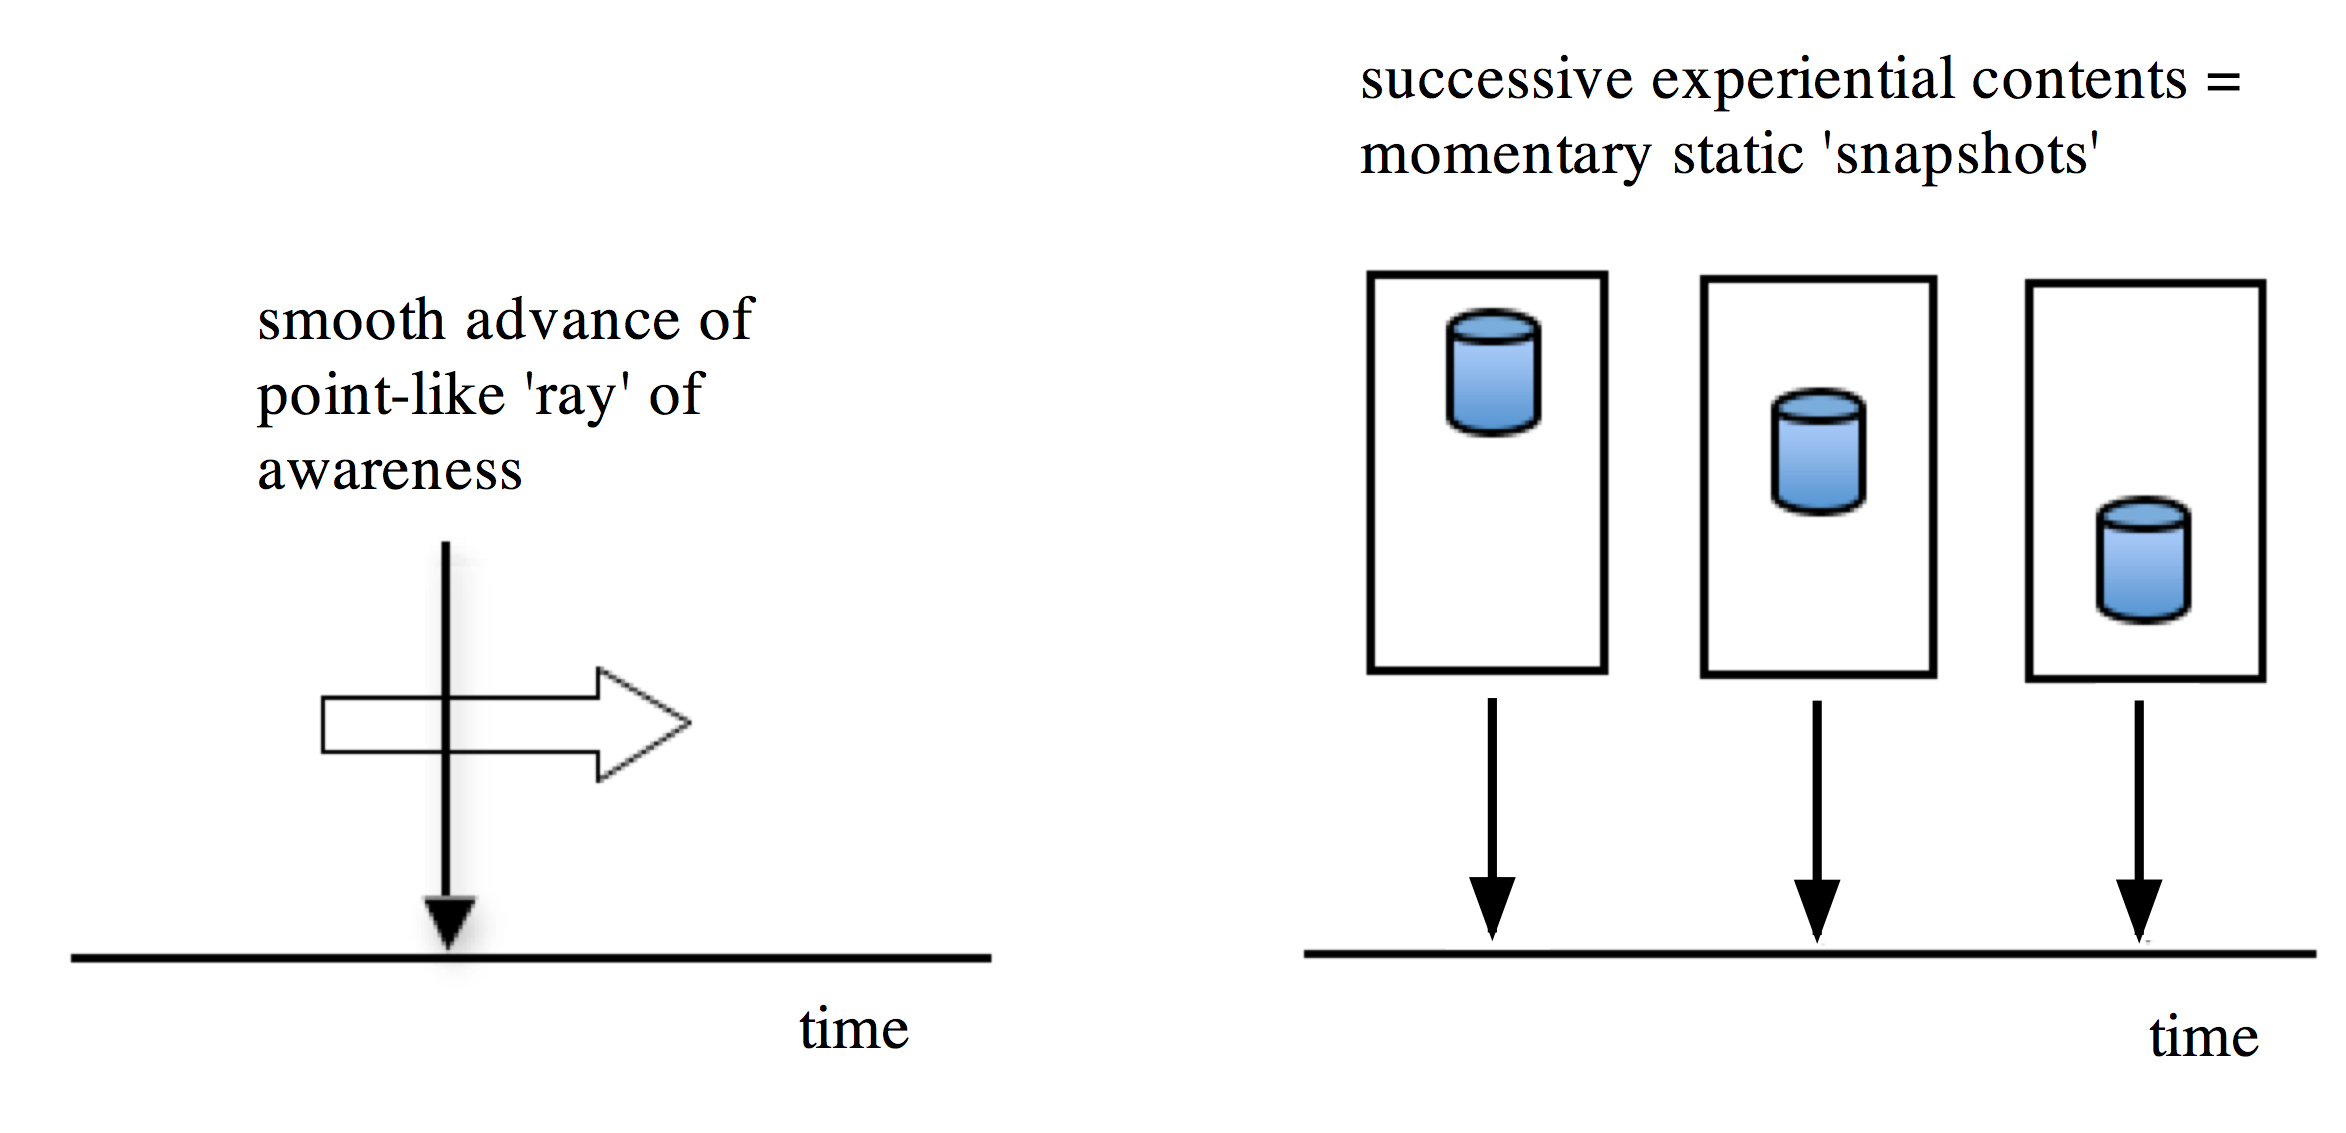 successive experiential contents =
momentary static 'snapshots'
smooth advance of
point-like 'ray' of
awareness
time
time